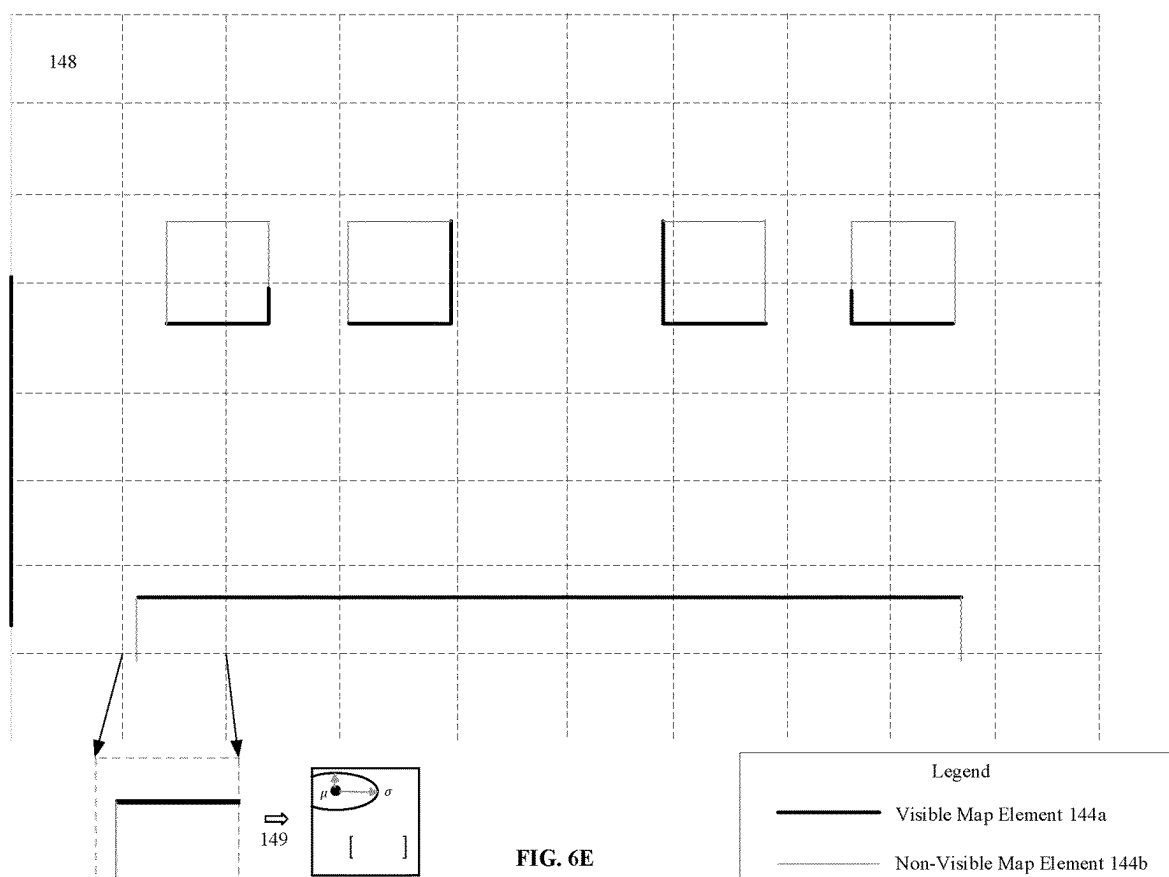 148
Legend
μ
σ
Visible Map Element 144a
149
[ ]
FIG. 6E
Non-Visible Map Element 144b